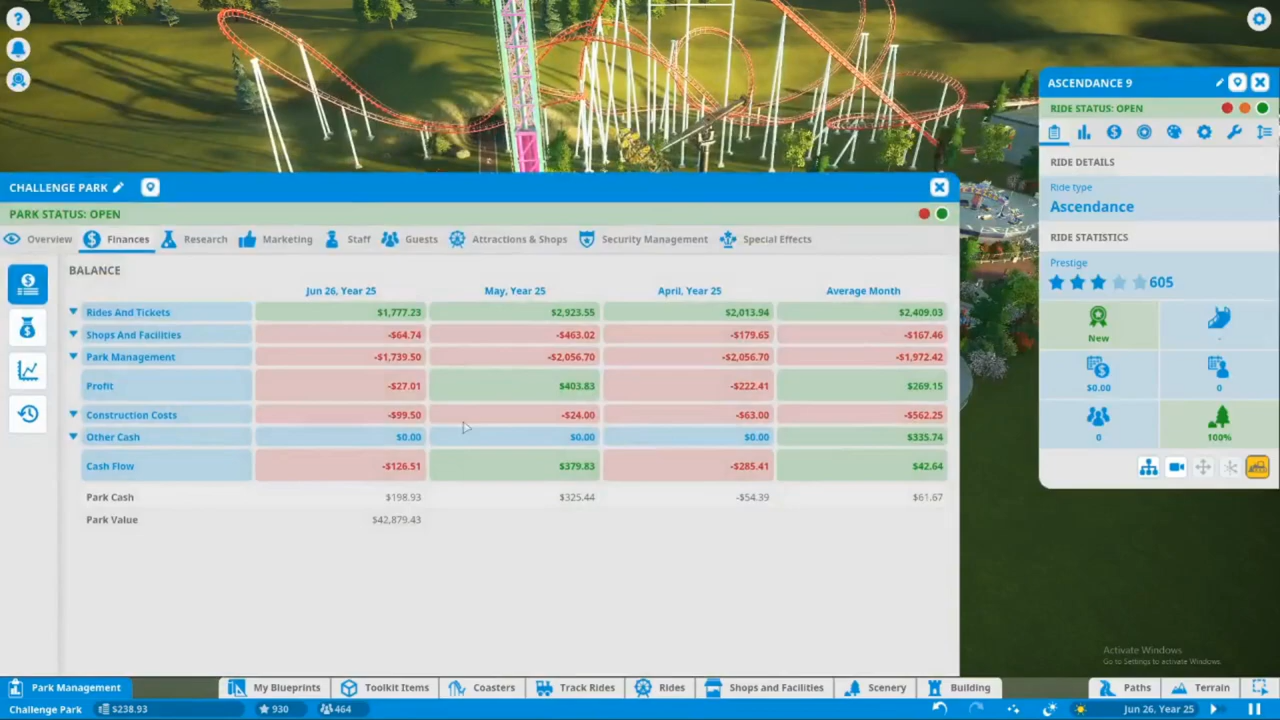 ?
ASCENDANCE 9
RIDE STATUS: OPEN
RIDE DETAILS
Ride type
Ascendance
RIDE STATISTICS
Prestige
605
New
-
$0.00
0
0
100%
CHALLENGE PARK
PARK STATUS: OPEN
Overview Finances Research Marketing Staff Guests Attractions & Shops Security Management Special Effects
BALANCE
Jun 26, Year 25 May, Year 25 April, Year 25 Average Month
Rides And Tickets $1,777.23 $2,923.55 $2,013.94 $2,409.03
Shops And Facilities -$64.74 -$463.02 -$179.65 -$167.46
Park Management -$1,739.50 -$2,056.70 -$2,056.70 -$1,972.42
Profit -$27.01 $403.83 -$222.41 $269.15
Construction Costs -$99.50 -$24.00 -$63.00 -$562.25
Other Cash $0.00 $0.00 $0.00 $335.74
Cash Flow -$126.51 $379.83 -$285.41 $42.64
Park Cash $198.93 $325.44 -$54.39 $61.67
Park Value $42,879.43
Activate Windows
Go to Settings to activate Windows.
Park Management My Blueprints Toolkit Items Coasters Track Rides Rides Shops and Facilities Scenery Building Paths Terrain
Challenge Park $238.93 930 464 Jun 26, Year 25